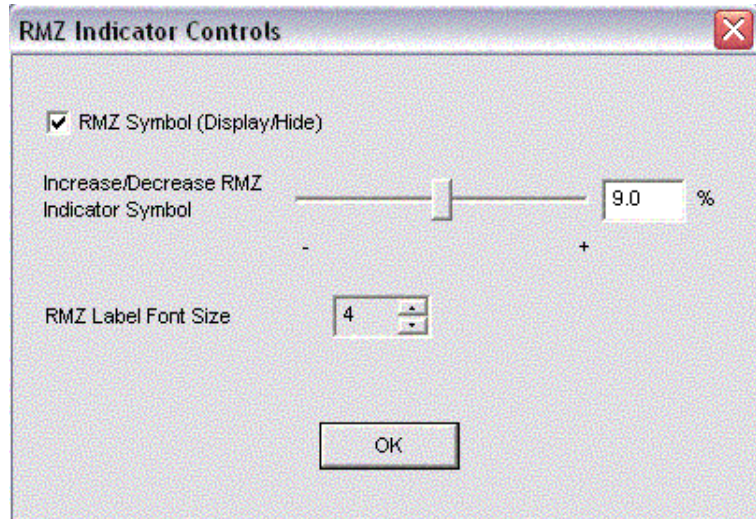 RMZ Indicator Controls
RMZ Symbol (Display/Hide)
Increase/Decrease RMZ
Indicator Symbol
9.0 %
- +
RMZ Label Font Size
4
OK